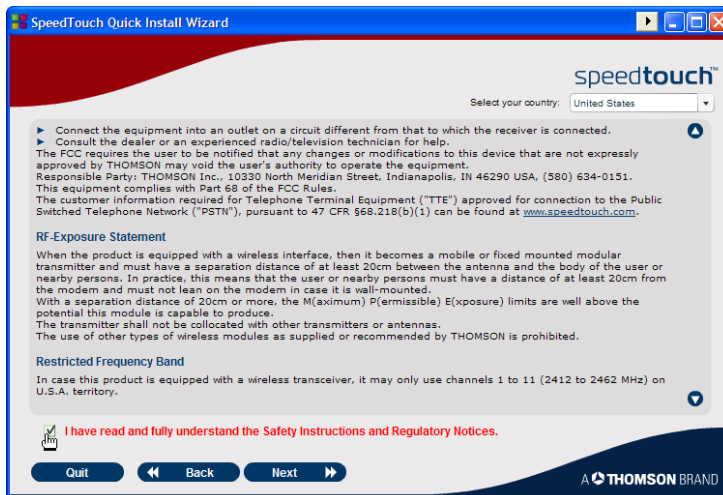 SpeedTouch Quick Install Wizard
speedtouch™
Select your country: United States
Connect the equipment into an outlet on a circuit different from that to which the receiver is connected.
Consult the dealer or an experienced radio/television technician for help.
The FCC requires the user to be notified that any changes or modifications to this device that are not expressly
approved by THOMSON may void the user's authority to operate the equipment.
Responsible Party: THOMSON Inc., 10330 North Meridian Street, Indianapolis, IN 46290 USA, (580) 634-0151.
This equipment complies with Part 68 of the FCC Rules.
The customer information required for Telephone Terminal Equipment ("TTE") approved for connection to the Public
Switched Telephone Network ("PSTN"), pursuant to 47 CFR §68.218(b)(1) can be found at www.speedtouch.com.
RF-Exposure Statement
When the product is equipped with a wireless interface, then it becomes a mobile or fixed mounted modular
transmitter and must have a separation distance of at least 20cm between the antenna and the body of the user or
nearby persons. In practice, this means that the user or nearby persons must have a distance of at least 20cm from
the modem and must not lean on the modem in case it is wall-mounted.
With a separation distance of 20cm or more, the M(aximum) P(ermissible) E(xposure) limits are well above the
potential this module is capable to produce.
The transmitter shall not be collocated with other transmitters or antennas.
The use of other types of wireless modules as supplied or recommended by THOMSON is prohibited.
Restricted Frequency Band
In case this product is equipped with a wireless transceiver, it may only use channels 1 to 11 (2412 to 2462 MHz) on
U.S.A. territory.
I have read and fully understand the Safety Instructions and Regulatory Notices.
Quit Back Next
A THOMSON BRAND